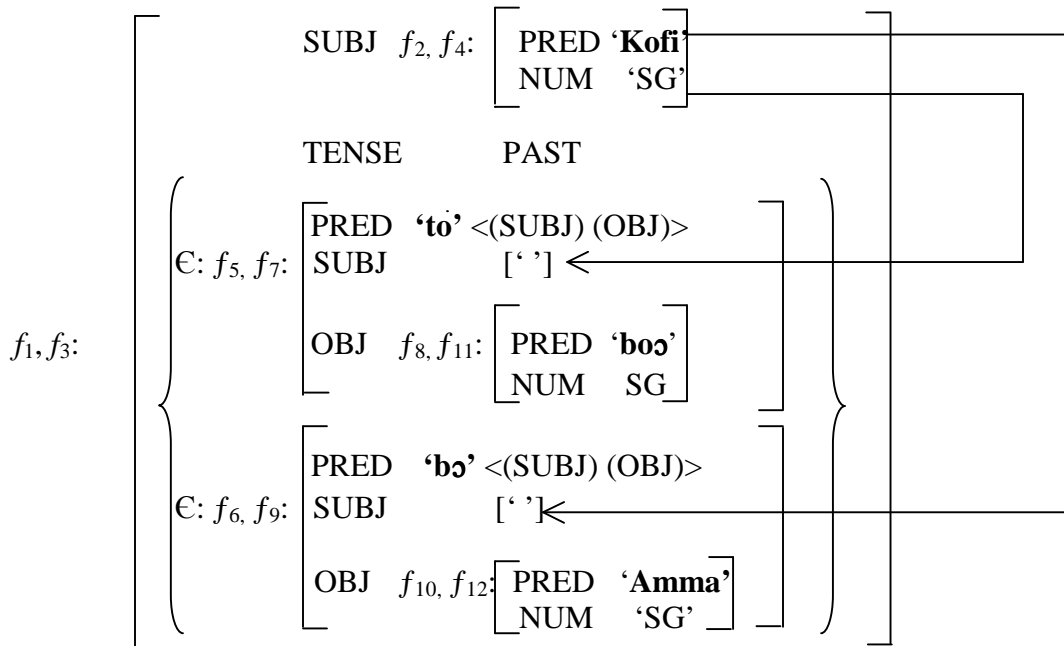 SUBJ f2, f4: PRED ‘Kofi’
NUM ‘SG’
TENSE PAST
PRED ‘to’ <(SUBJ) (OBJ)>
Є: f5, f7: SUBJ [‘ ’]
f1, f3: OBJ f8, f11: PRED ‘boɔ’
NUM SG
PRED ‘bɔ’ <(SUBJ) (OBJ)>
Є: f6, f9: SUBJ [‘ ’]
OBJ f10, f12: PRED ‘Amma’
NUM ‘SG’